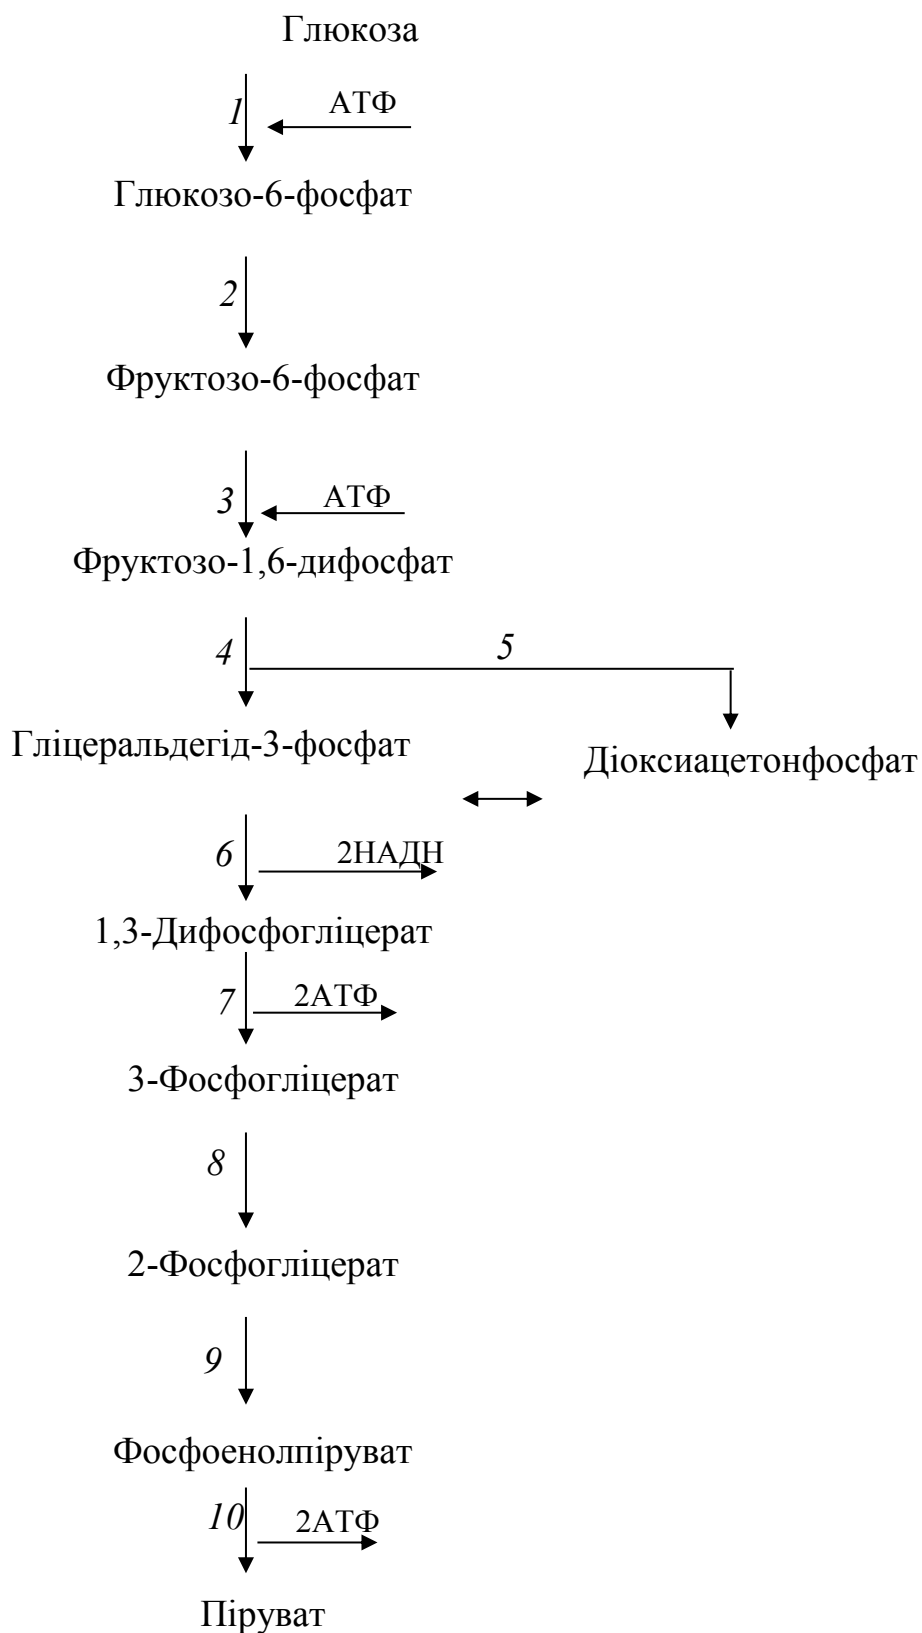 Глюкоза
1
АТФ
Глюкозо-6-фосфат
2
Фруктозо-6-фосфат
3
АТФ
Фруктозо-1,6-дифосфат
4
5
Гліцеральдегід-3-фосфат
Діоксиацетонфосфат
6
2НАДН
1,3-Дифосфогліцерат
7
2АТФ
3-Фосфогліцерат
8
2-Фосфогліцерат
9
Фосфоенолпіруват
10
2АТФ
Піруват